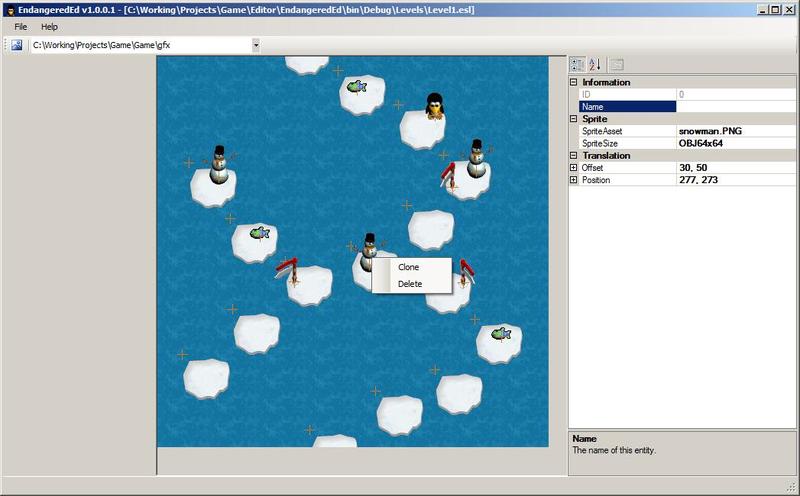 EndangeredEd v1.0.0.1 - [C:\Working\Projects\Game\Editor\EndangeredEd\bin\Debug\Levels\Level1.esl]
File Help
C:\Working\Projects\Game\Game\gfx
Information
ID 0
Name
Sprite
SpriteAsset snowman.PNG
SpriteSize OBJ64x64
Translation
Offset 30, 50
Position 277, 273
Clone
Delete
Name
The name of this entity.